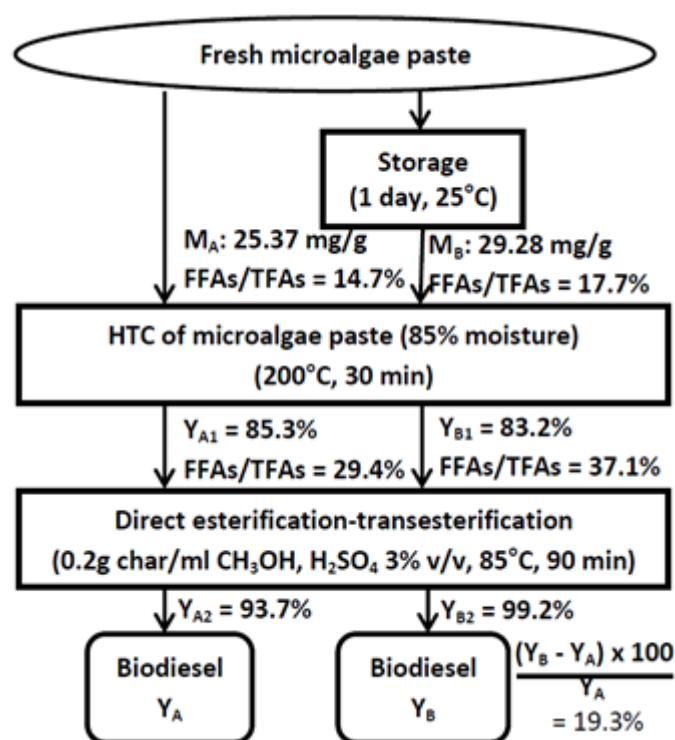 Fresh microalgae paste
Storage
(1 day, 25°C)
M_A: 25.37 mg/g
FFAs/TFAs = 14.7%
M_B: 29.28 mg/g
FFAs/TFAs = 17.7%
HTC of microalgae paste (85% moisture)
(200°C, 30 min)
Y_A1 = 85.3%
FFAs/TFAs = 29.4%
Y_B1 = 83.2%
FFAs/TFAs = 37.1%
Direct esterification-transesterification
(0.2g char/ml CH₃OH, H₂SO₄ 3% v/v, 85°C, 90 min)
Y_A2 = 93.7%
Y_B2 = 99.2%
Biodiesel
Y_A
Biodiesel
Y_B
(Y_B - Y_A) x 100
Y_A
= 19.3%